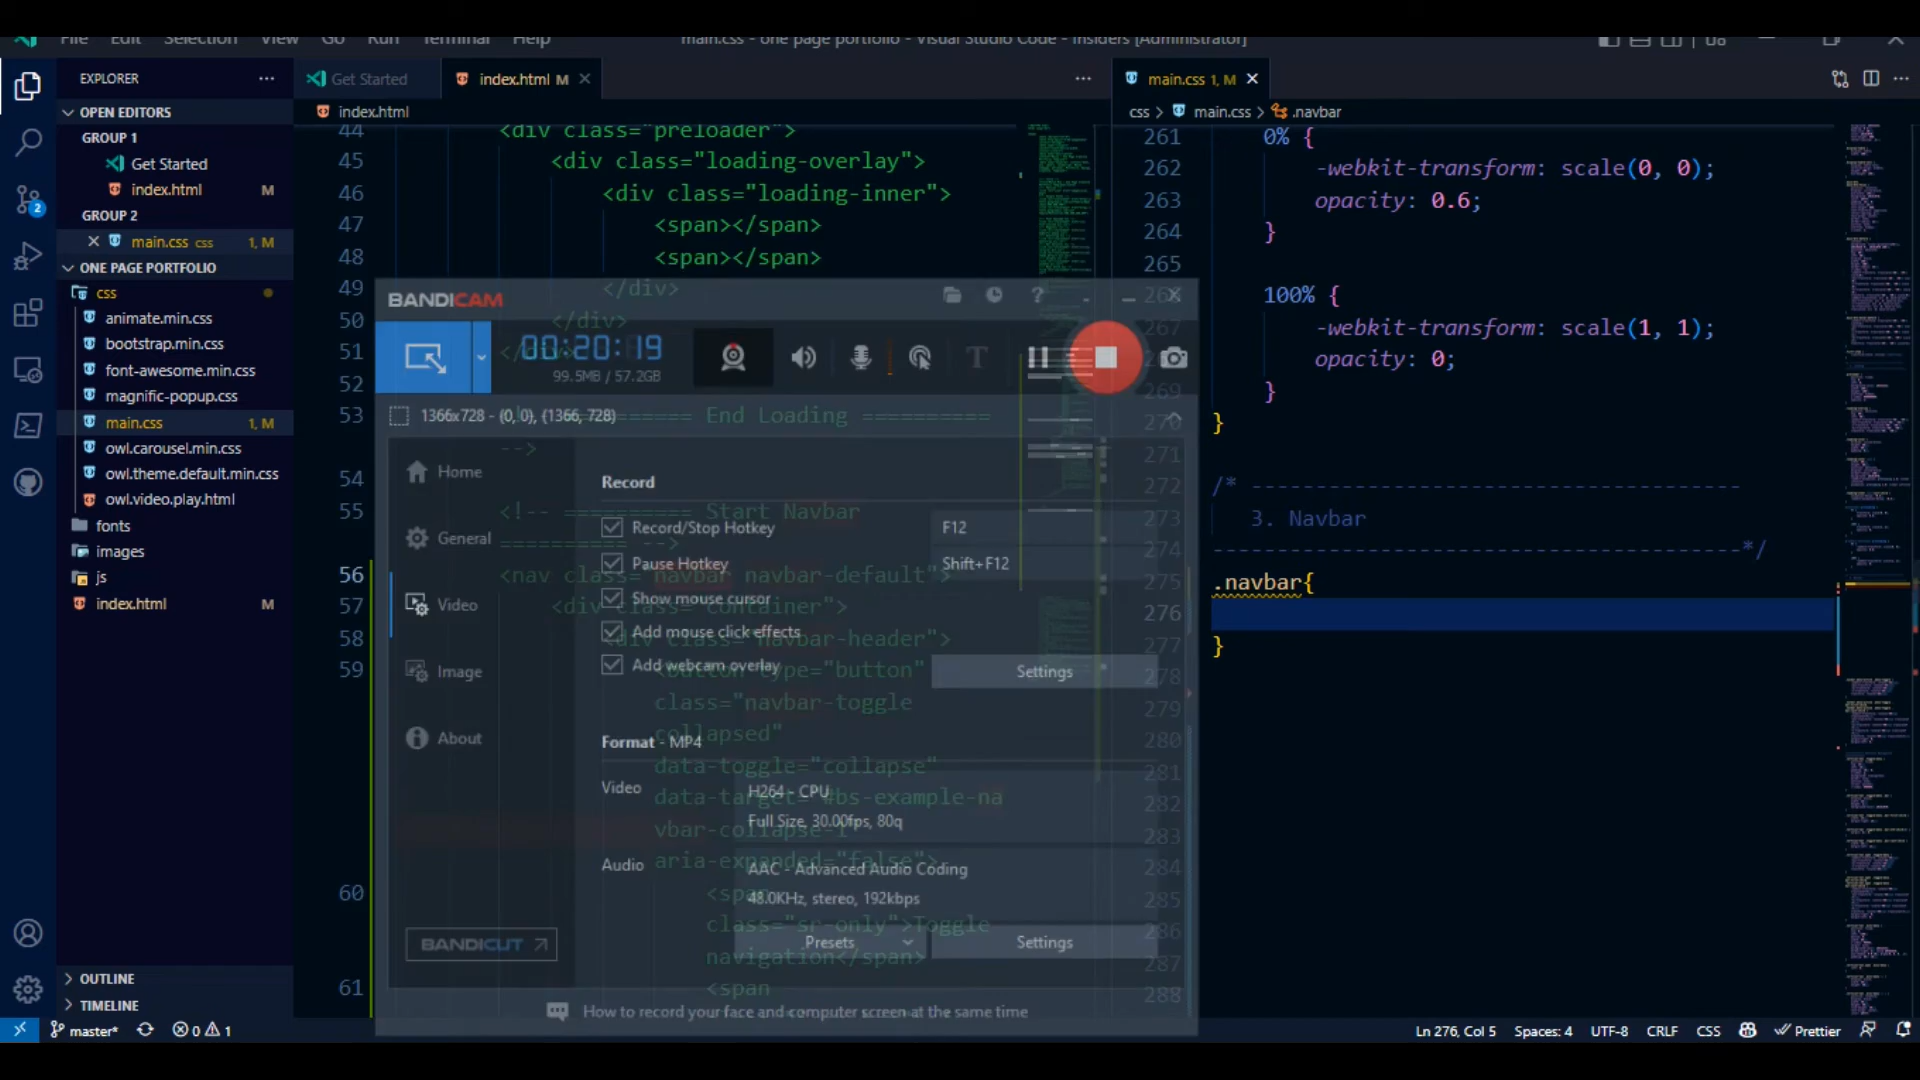 File Edit Selection View Go Run Terminal Help
main.css - one page portfolio - Visual Studio Code - Insiders [Administrator]
EXPLORER
OPEN EDITORS
GROUP 1
Get Started
index.html M
GROUP 2
main.css css 1, M
ONE PAGE PORTFOLIO
css
animate.min.css
bootstrap.min.css
font-awesome.min.css
magnific-popup.css
main.css 1, M
owl.carousel.min.css
owl.theme.default.min.css
owl.video.play.html
fonts
images
js
index.html M
OUTLINE
TIMELINE
2
Get Started
index.html M
index.html
44 <div class="preloader">
45 <div class="loading-overlay">
46 <div class="loading-inner">
47 <span></span>
48 <span></span>
49 </div>
50 </div>
51
52
53 End Loading ==========
-->
54
55 <!-- ========== Start Navbar
========== -->
56 <nav class="navbar navbar-default">
57 <div class="container">
58 <div class="navbar-header">
59 <button type="button"
class="navbar-toggle
collapsed"
data-toggle="collapse"
data-target="#bs-example-na
vbar-collapse-1"
aria-expanded="false">
60 <span
class="sr-only">Toggle
navigation</span>
61 <span
BANDICAM
00:20:19
99.5MB / 57.2GB
1366x728 - (0, 0), (1366, 728)
Home
General
Video
Image
About
BANDICUT
Record
Record/Stop Hotkey F12
Pause Hotkey Shift+F12
Show mouse cursor
Add mouse click effects
Add webcam overlay
Settings
Format - MP4
Video
H264 - CPU
Full Size, 30.00fps, 80q
Audio
AAC - Advanced Audio Coding
48.0KHz, stereo, 192kbps
Presets
Settings
How to record your face and computer screen at the same time
main.css 1, M
css > main.css > .navbar
261 0% {
262 -webkit-transform: scale(0, 0);
263 opacity: 0.6;
264 }
265
266 100% {
267 -webkit-transform: scale(1, 1);
opacity: 0;
269 }
270 }
271
272 /* -----------------------------------
273 3. Navbar
274 --------------------------------------*/
275 .navbar{
276
277 }
278
279
280
281
282
283
284
285
286
287
288
master* 0 1
Ln 276, Col 5 Spaces: 4 UTF-8 CRLF CSS Prettier